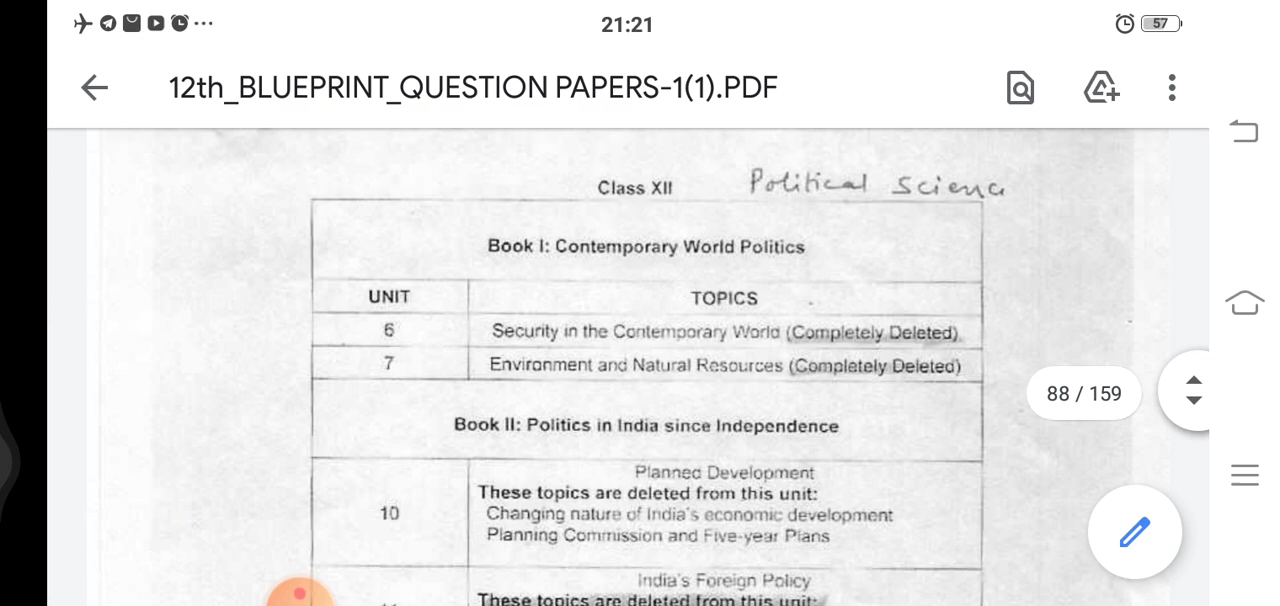 21:21
57
12th_BLUEPRINT_QUESTION PAPERS-1(1).PDF
Class XII Political Science
Book I: Contemporary World Politics
UNIT TOPICS
6 Security in the Contemporary World (Completely Deleted)
7 Environment and Natural Resources (Completely Deleted)
88 / 159
Book II: Politics in India since Independence
Planned Development
These topics are deleted from this unit:
10 Changing nature of India's economic development
Planning Commission and Five-year Plans
India's Foreign Policy
These topics are deleted from this unit: